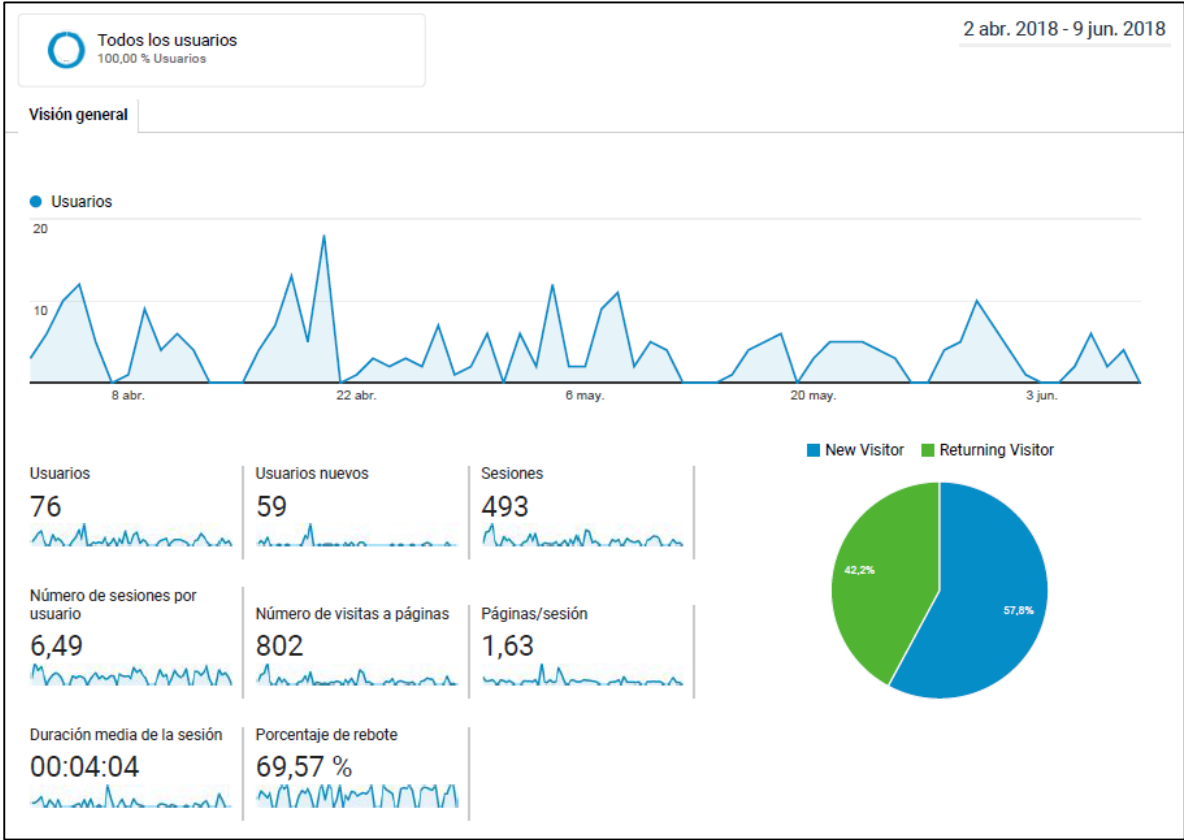 Todos los usuarios
100,00 % Usuarios
2 abr. 2018 - 9 jun. 2018
Visión general
Usuarios
20
10
8 abr.
22 abr.
6 may.
20 may.
3 jun.
New Visitor
Returning Visitor
Usuarios
76
Usuarios nuevos
59
Sesiones
493
Número de sesiones por
usuario
6,49
Número de visitas a páginas
802
Páginas/sesión
1,63
Duración media de la sesión
00:04:04
Porcentaje de rebote
69,57 %
42,2%
57,8%